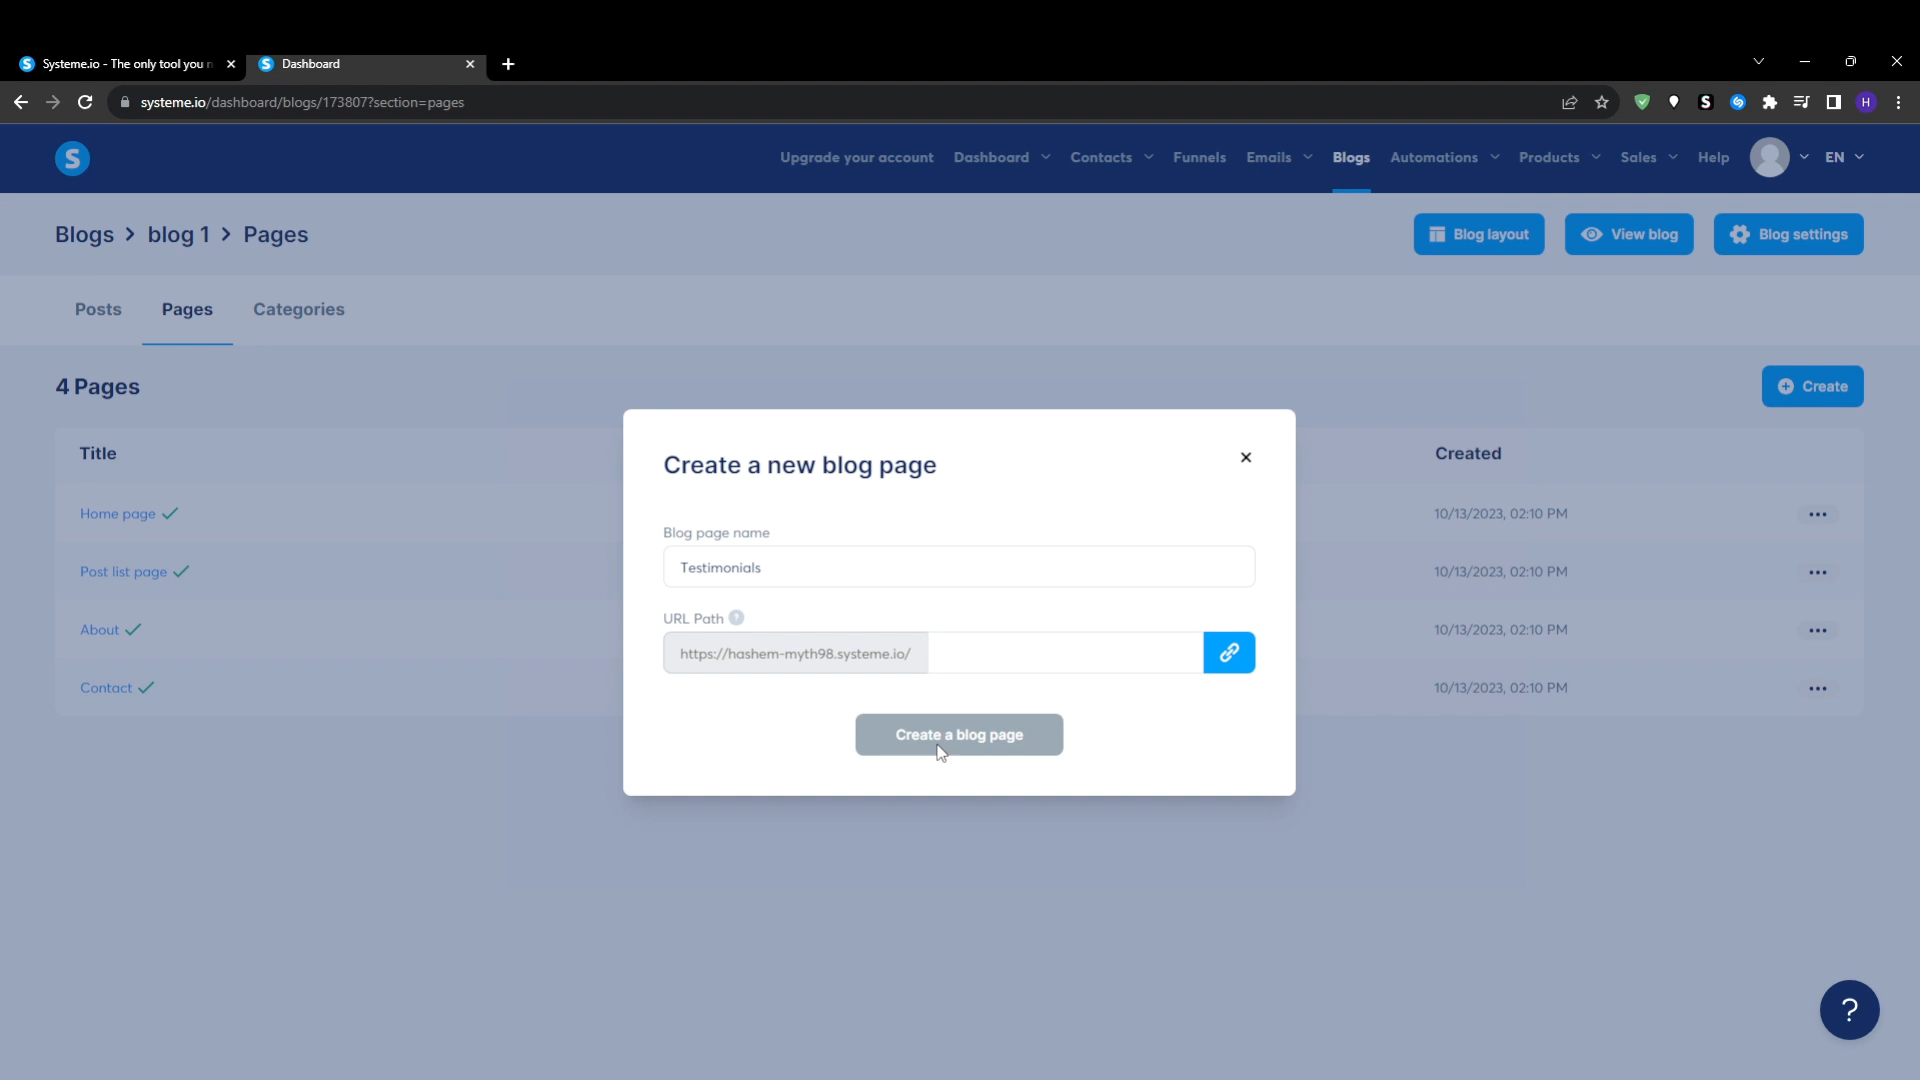 Systeme.io - The only tool you n
Dashboard
systeme.io/dashboard/blogs/173807?section=pages
S
H
S
Upgrade your account
Dashboard
Contacts
Funnels
Emails
Blogs
Automations
Products
Sales
Help
EN
Blogs > blog 1 > Pages
Blog layout
View blog
Blog settings
Posts
Pages
Categories
4 Pages
Create
Title
Created
Home page
10/13/2023, 02:10 PM
Post list page
10/13/2023, 02:10 PM
About
10/13/2023, 02:10 PM
Contact
10/13/2023, 02:10 PM
Create a new blog page
Blog page name
Testimonials
URL Path ?
https://hashem-myth98.systeme.io/
Create a blog page
?